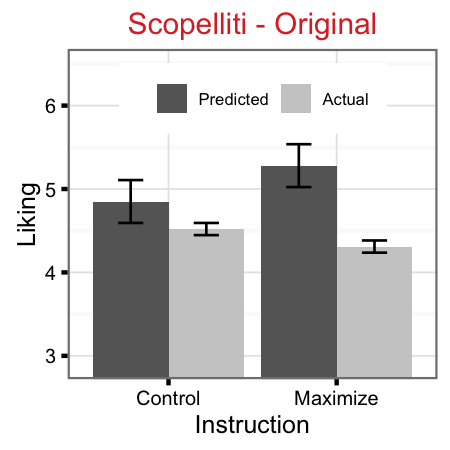 Scopelliti - Original
Predicted Actual
6
5
4
3
Liking
Control Maximize
Instruction